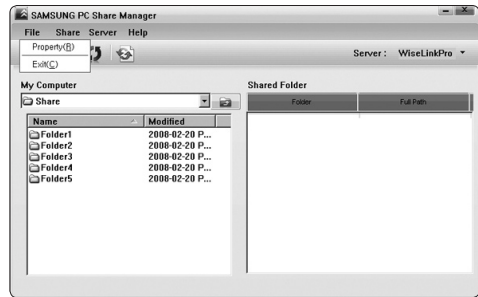 SAMSUNG PC Share Manager
File Share Server Help
Property(R)
Exit(C)
Server : WiseLinkPro
My Computer
Shared Folder
Share
Folder Full Path
Name Modified
Folder1 2008-02-20 P...
Folder2 2008-02-20 P...
Folder3 2008-02-20 P...
Folder4 2008-02-20 P...
Folder5 2008-02-20 P...